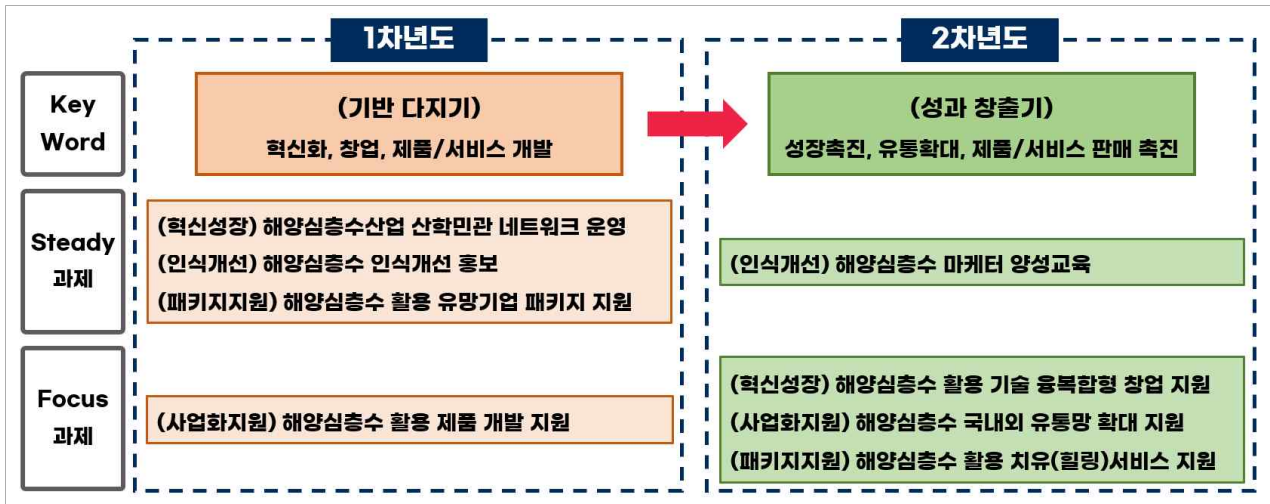 1차년도
2차년도
Key
Word
(기반 다지기)
혁신화, 창업, 제품/서비스 개발
(성과 창출기)
성장촉진, 유통확대, 제품/서비스 판매 촉진
Steady
과제
(혁신성장) 해양심층수산업 산학민관 네트워크 운영
(인식개선) 해양심층수 인식개선 홍보
(패키지지원) 해양심층수 활용 유망기업 패키지 지원
(인식개선) 해양심층수 마케터 양성교육
Focus
과제
(사업화지원) 해양심층수 활용 제품 개발 지원
(혁신성장) 해양심층수 활용 기술 융복합형 창업 지원
(사업화지원) 해양심층수 국내외 유통망 확대 지원
(패키지지원) 해양심층수 활용 치유(힐링)서비스 지원